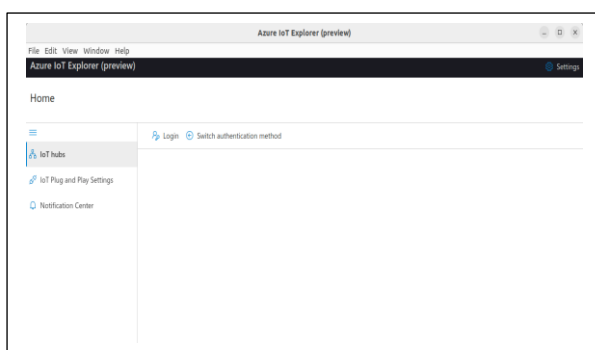 Azure IoT Explorer (preview)
File Edit View Window Help
Azure IoT Explorer (preview)
Settings
Home
Login
Switch authentication method
IoT hubs
IoT Plug and Play Settings
Notification Center